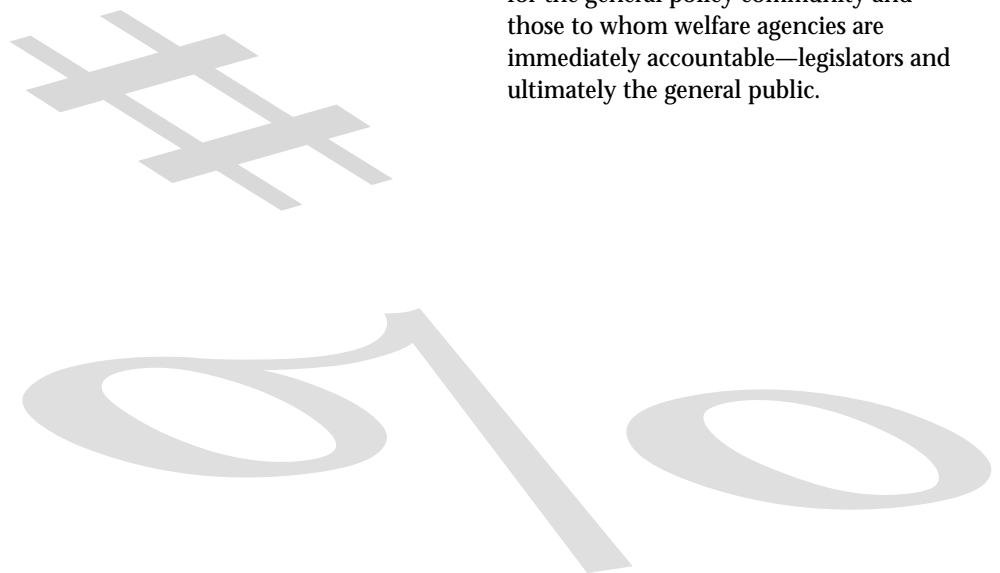 for the general policy community and
those to whom welfare agencies are
immediately accountable—legislators and
ultimately the general public.
#
%